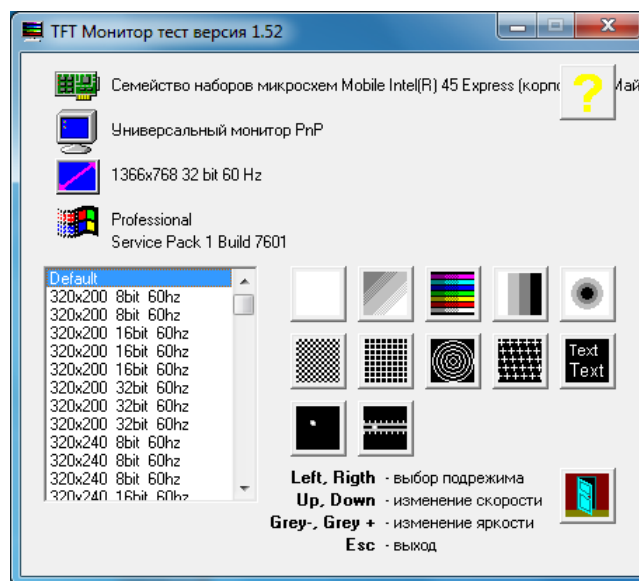 TFT Монитор тест версия 1.52
Семейство наборов микросхем Mobile Intel(R) 45 Express (корпо Май
?
Универсальный монитор PnP
1366x768 32 bit 60 Hz
Professional
Service Pack 1 Build 7601
Default
320x200 8bit 60hz
320x200 8bit 60hz
320x200 16bit 60hz
320x200 16bit 60hz
320x200 16bit 60hz
320x200 32bit 60hz
320x200 32bit 60hz
320x200 32bit 60hz
320x240 8bit 60hz
320x240 8bit 60hz
320x240 8bit 60hz
320x240 16bit 60hz
Text
Text
Left, Rigth - выбор подрежима
Up, Down - изменение скорости
Grey-, Grey + - изменение яркости
Esc - выход